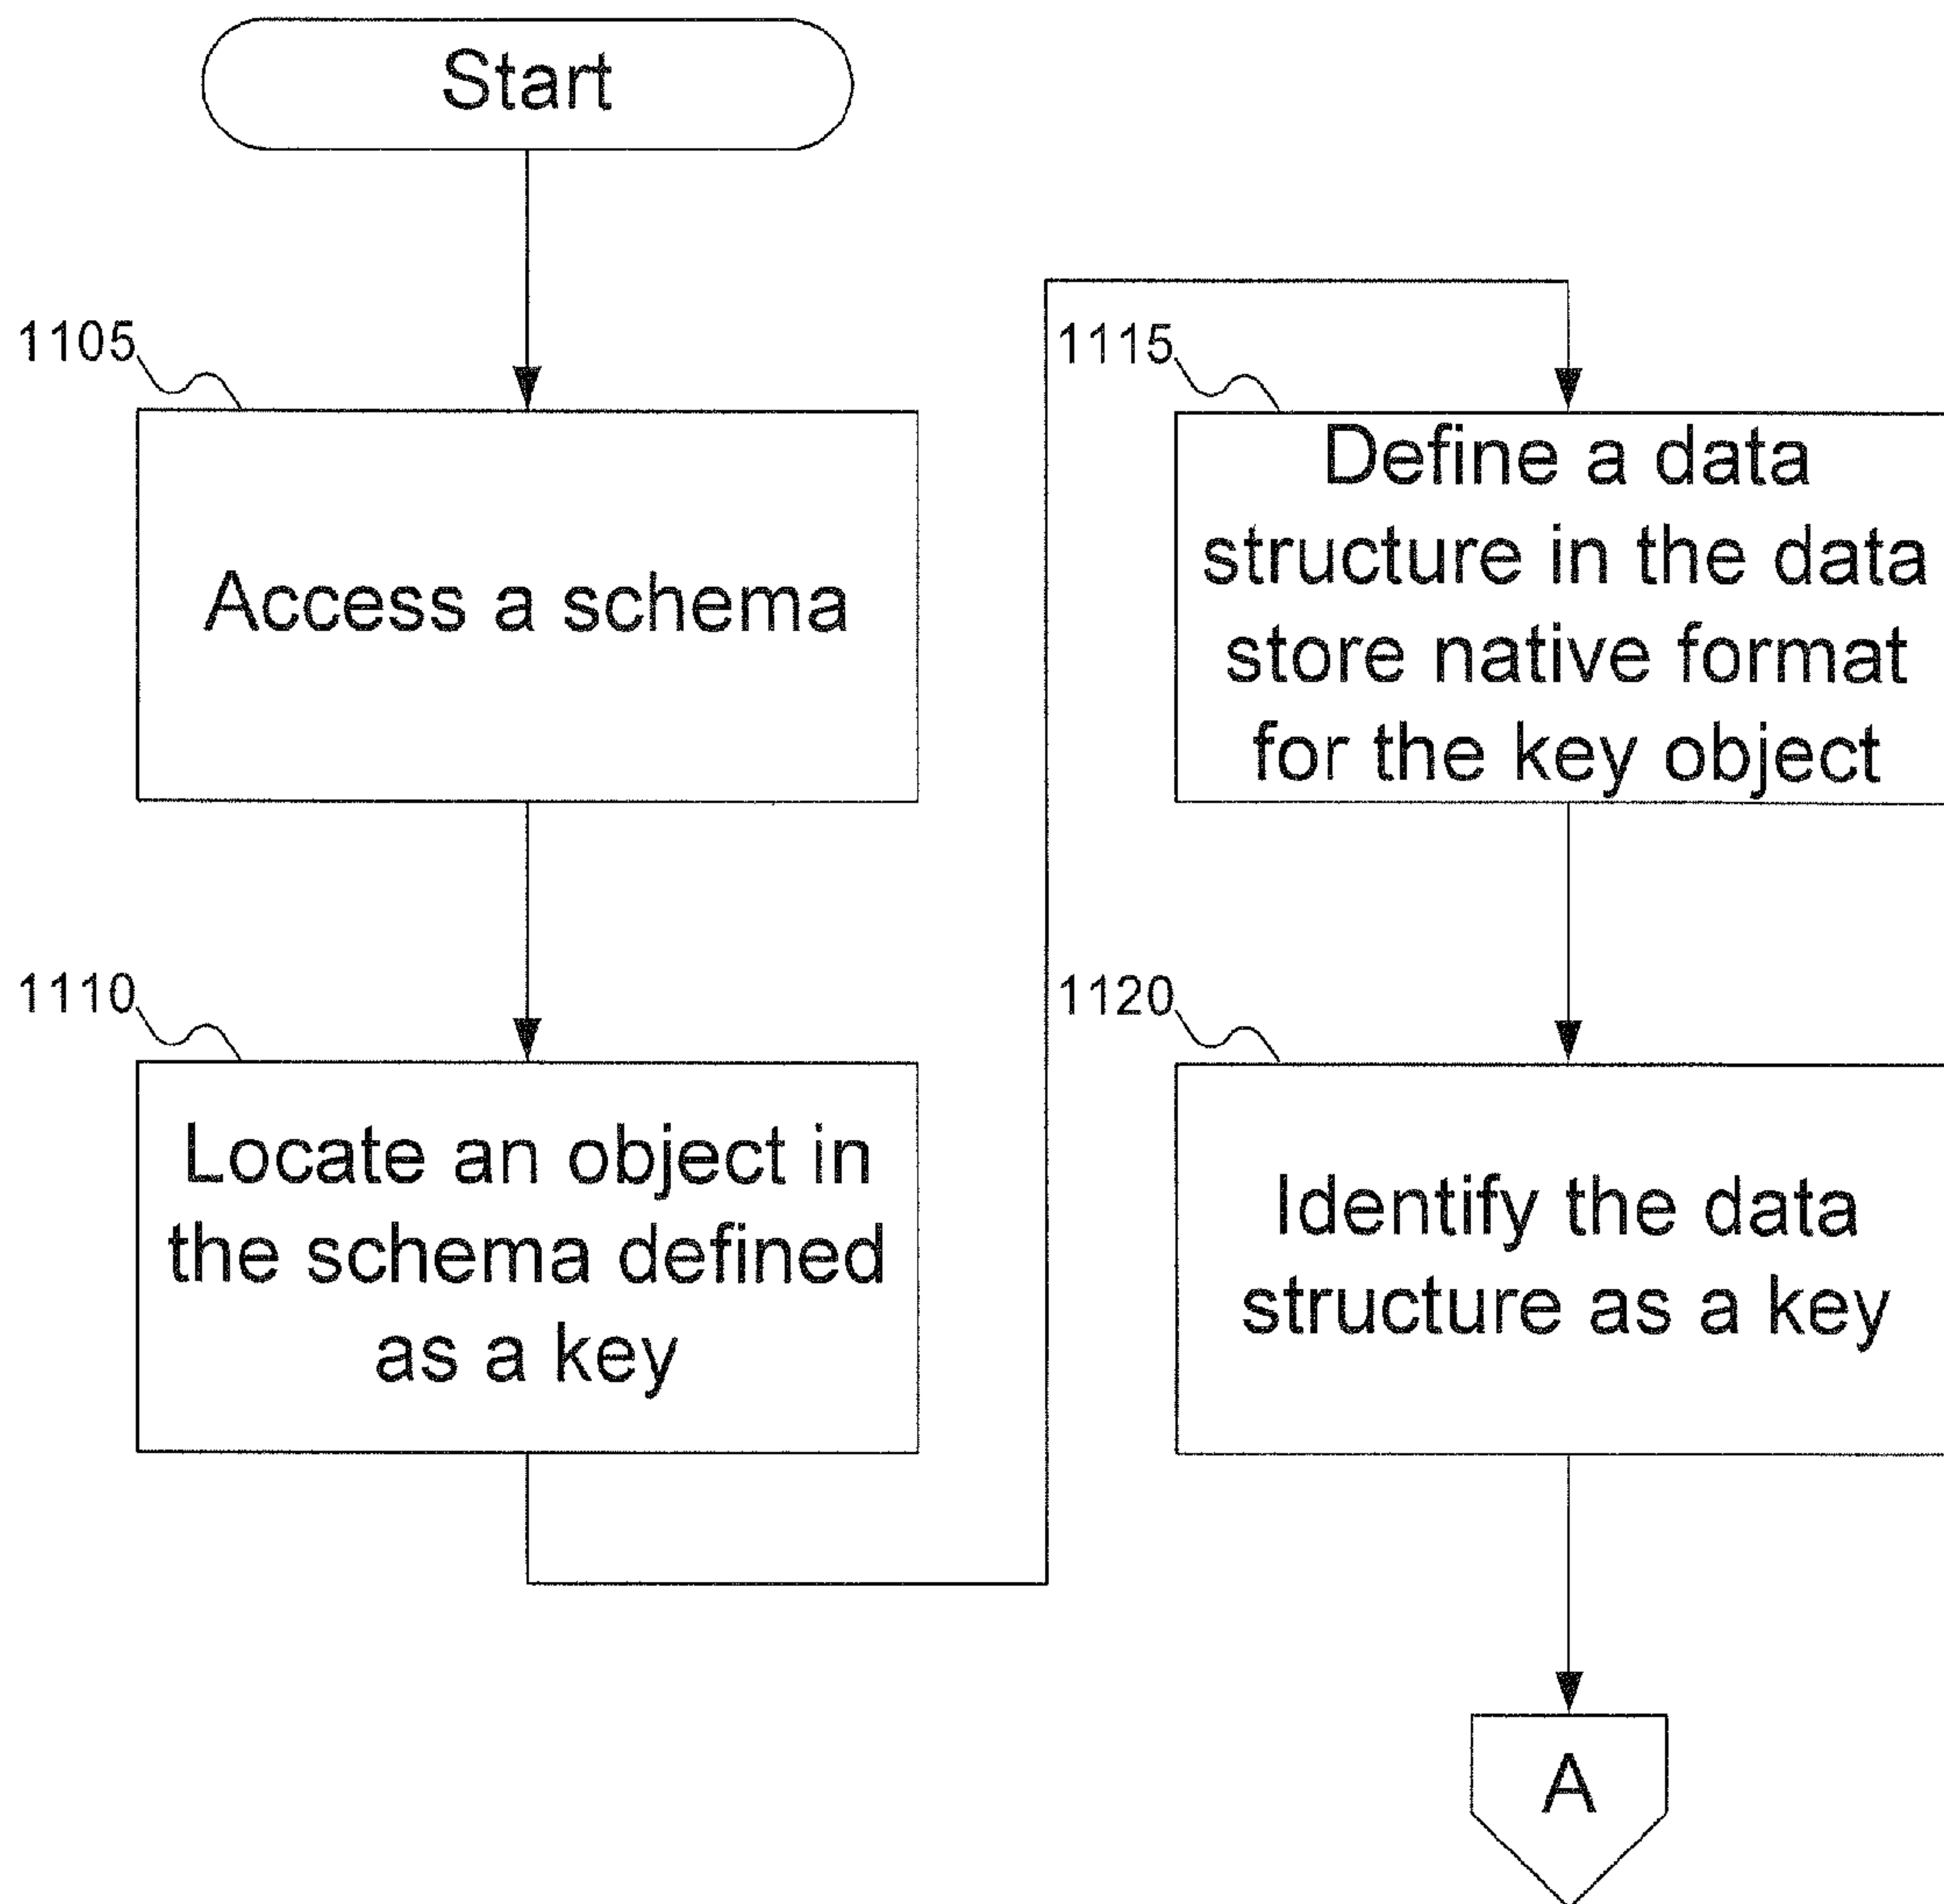 Start
1105
Access a schema
1110
Locate an object in
the schema defined
as a key
1115
Define a data
structure in the data
store native format
for the key object
1120
Identify the data
structure as a key
A